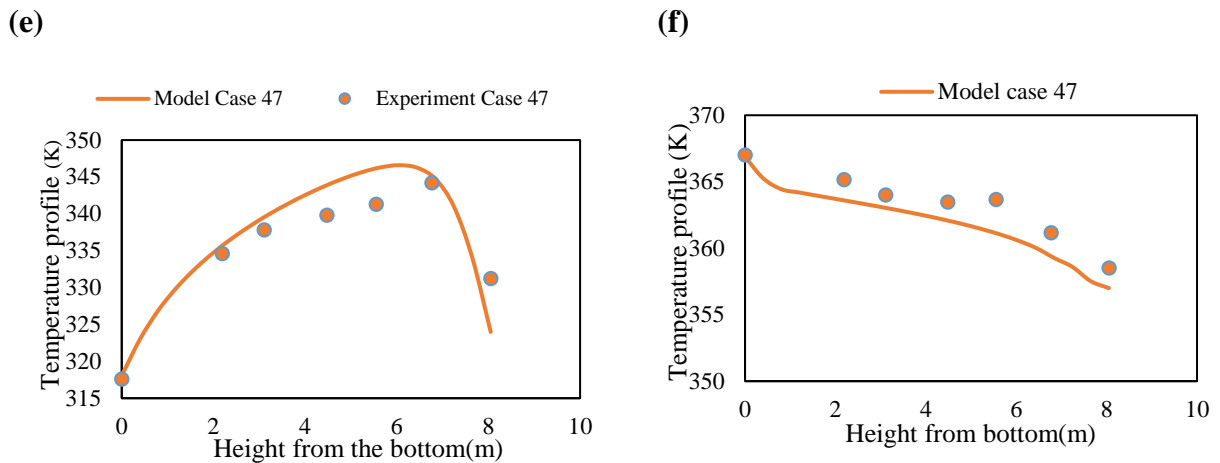 (e)
Model Case 47
Experiment Case 47
Temperature profile (K)
350
345
340
335
330
325
320
315
0
2
4
6
8
10
Height from the bottom(m)
(f)
Model case 47
Temperature profile (K)
370
365
360
355
350
0
2
4
6
8
10
Height from bottom(m)